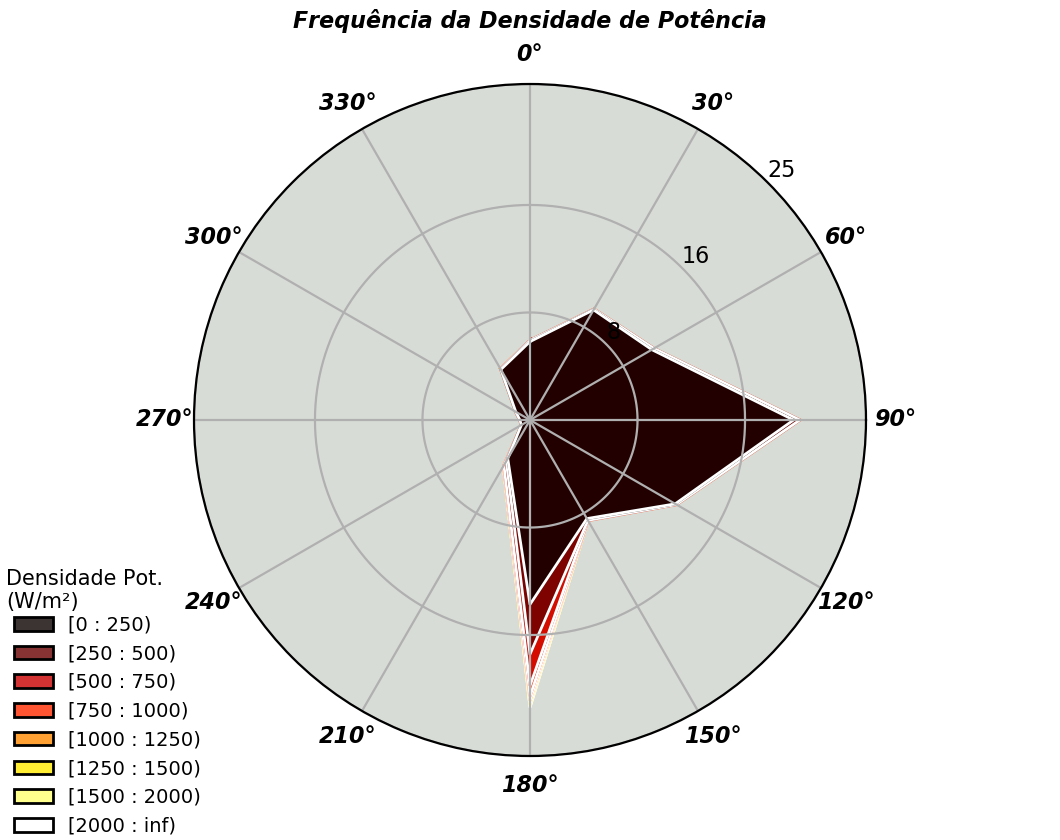 Frequência da Densidade de Potência
0°
330°
30°
25
300°
60°
16
8
270°
90°
240°
120°
210°
150°
180°
Densidade Pot.
(W/m²)
[0 : 250)
[250 : 500)
[500 : 750)
[750 : 1000)
[1000 : 1250)
[1250 : 1500)
[1500 : 2000)
[2000 : inf)